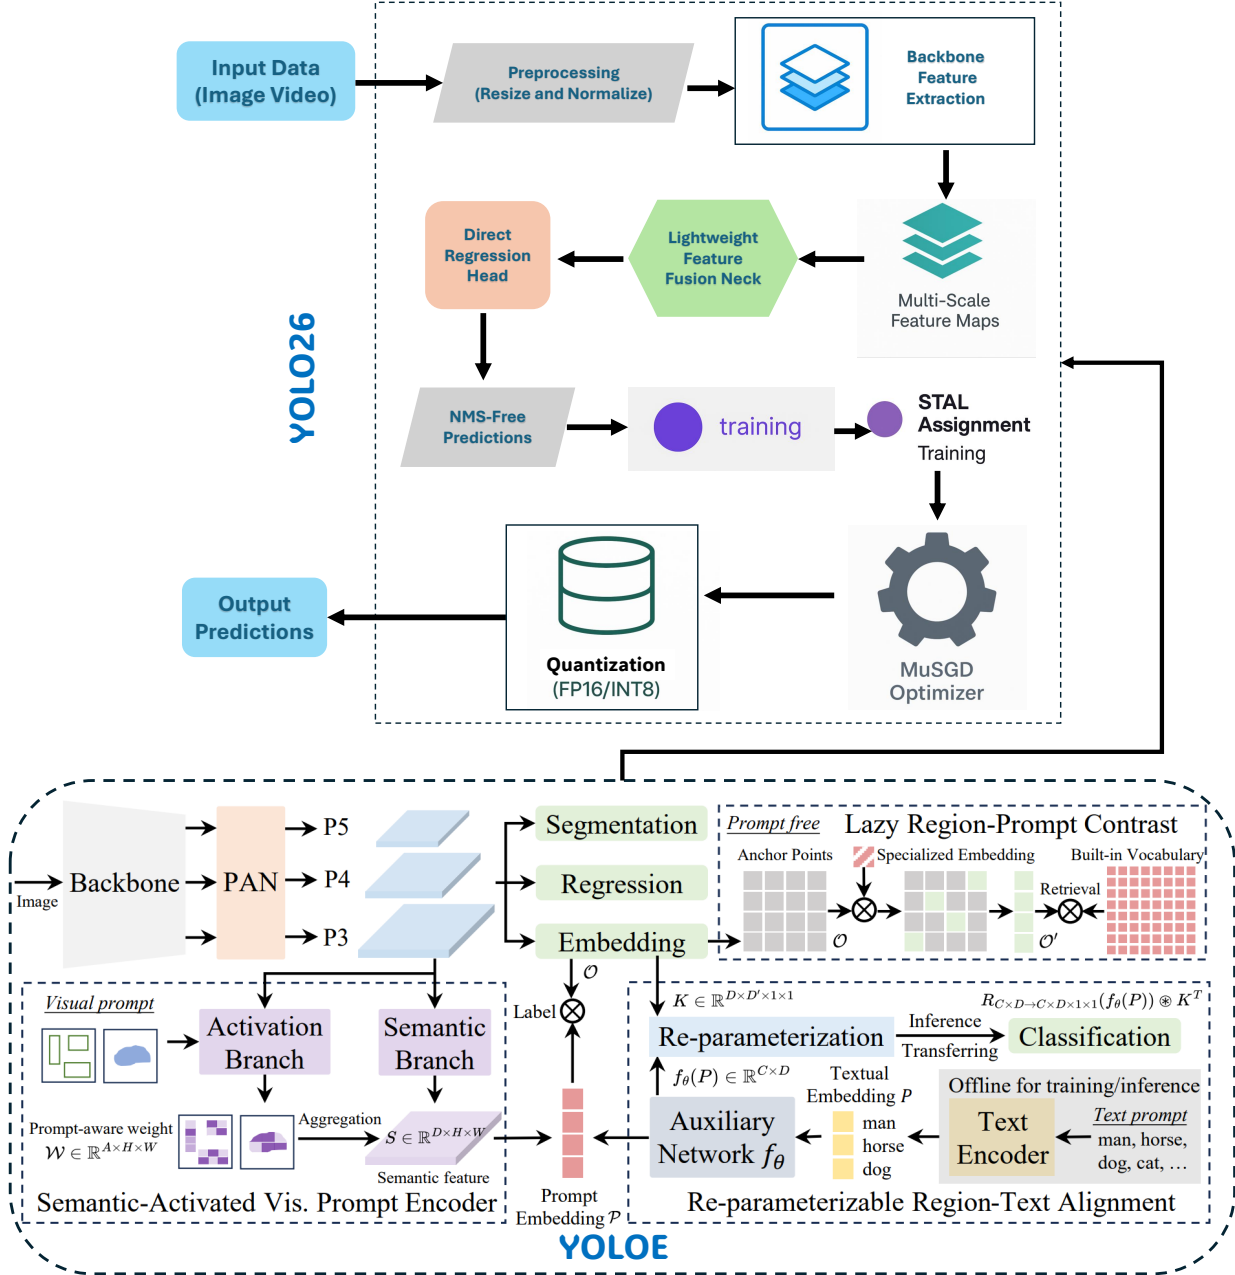 Input Data
(Image Video)
Preprocessing
(Resize and Normalize)
Backbone
Feature
Extraction
Direct
Regression
Head
Lightweight
Feature
Fusion Neck
Multi-Scale
Feature Maps
YOLO26
NMS-Free
Predictions
training
STAL
Assignment
Training
Output
Predictions
Quantization
(FP16/INT8)
MuSGD
Optimizer
Image
Backbone
PAN
P5
P4
P3
Segmentation
Regression
Embedding
Prompt free
Lazy Region-Prompt Contrast
Anchor Points
Specialized Embedding
Built-in Vocabulary
Retrieval
𝒪
𝒪′
𝒪
Label
Visual prompt
Activation
Branch
Semantic
Branch
Prompt-aware weight
𝒲 ∈ ℝ^{A×H×W}
Aggregation
S ∈ ℝ^{D×H×W}
Semantic feature
Semantic-Activated Vis. Prompt Encoder
Prompt
Embedding 𝒫
K ∈ ℝ^{D×D′×1×1}
R_{C×D→C×D×1×1}(f_θ(P)) ⊛ K^T
Re-parameterization
Inference
Transferring
Classification
f_θ(P) ∈ ℝ^{C×D}
Textual
Embedding P
Auxiliary
Network f_θ
man
horse
dog
Offline for training/inference
Text
Encoder
Text prompt
man, horse,
dog, cat, …
Re-parameterizable Region-Text Alignment
YOLOE